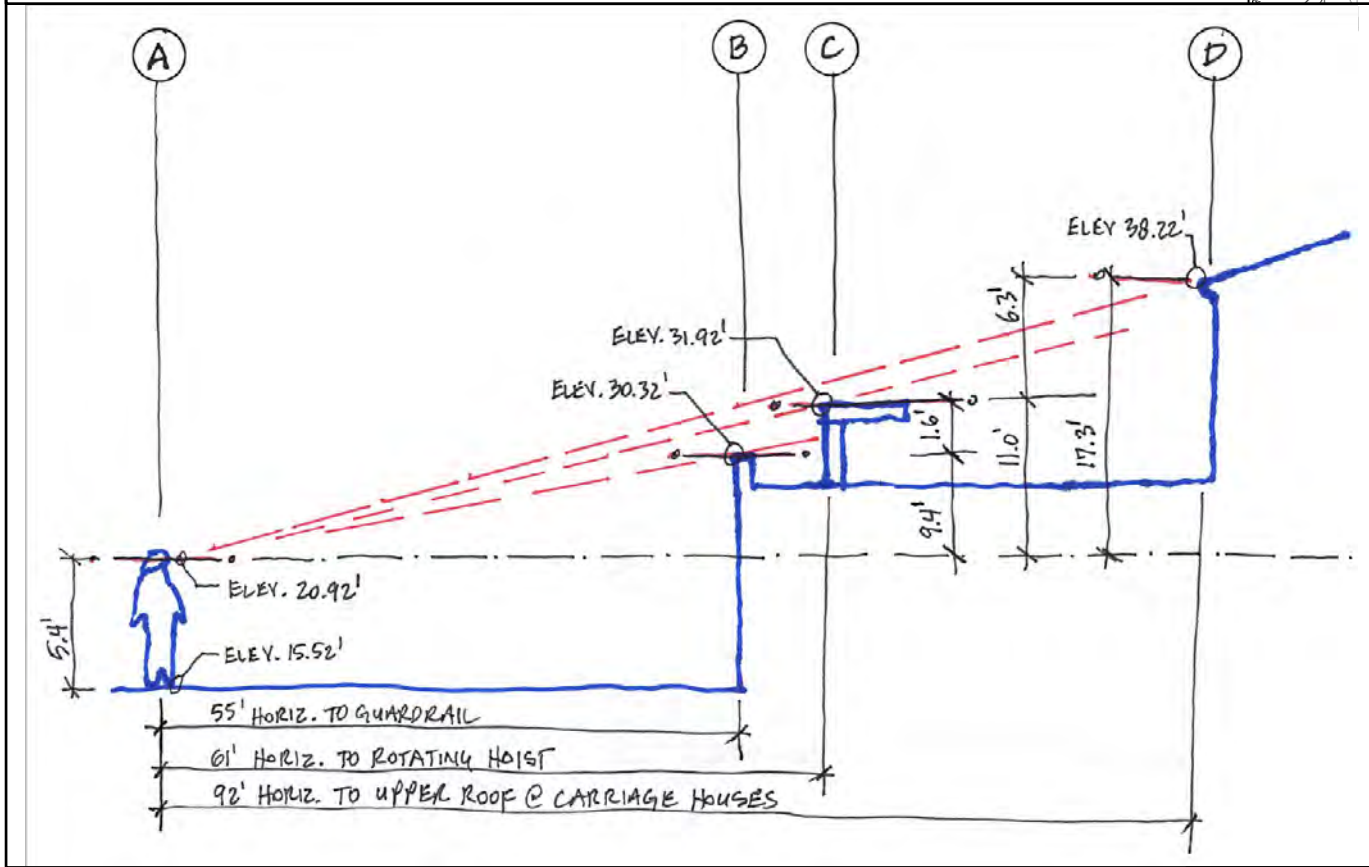 A B C D
ELEV 38.22'
6.3'
ELEV. 31.92'
ELEV. 30.32'
1.6'
11.0'
17.3'
9.4'
ELEV. 20.92'
5.4'
ELEV. 15.52'
55' HORIZ. TO GUARDRAIL
61' HORIZ. TO ROTATING HOIST
92' HORIZ. TO UPPER ROOF @ CARRIAGE HOUSES